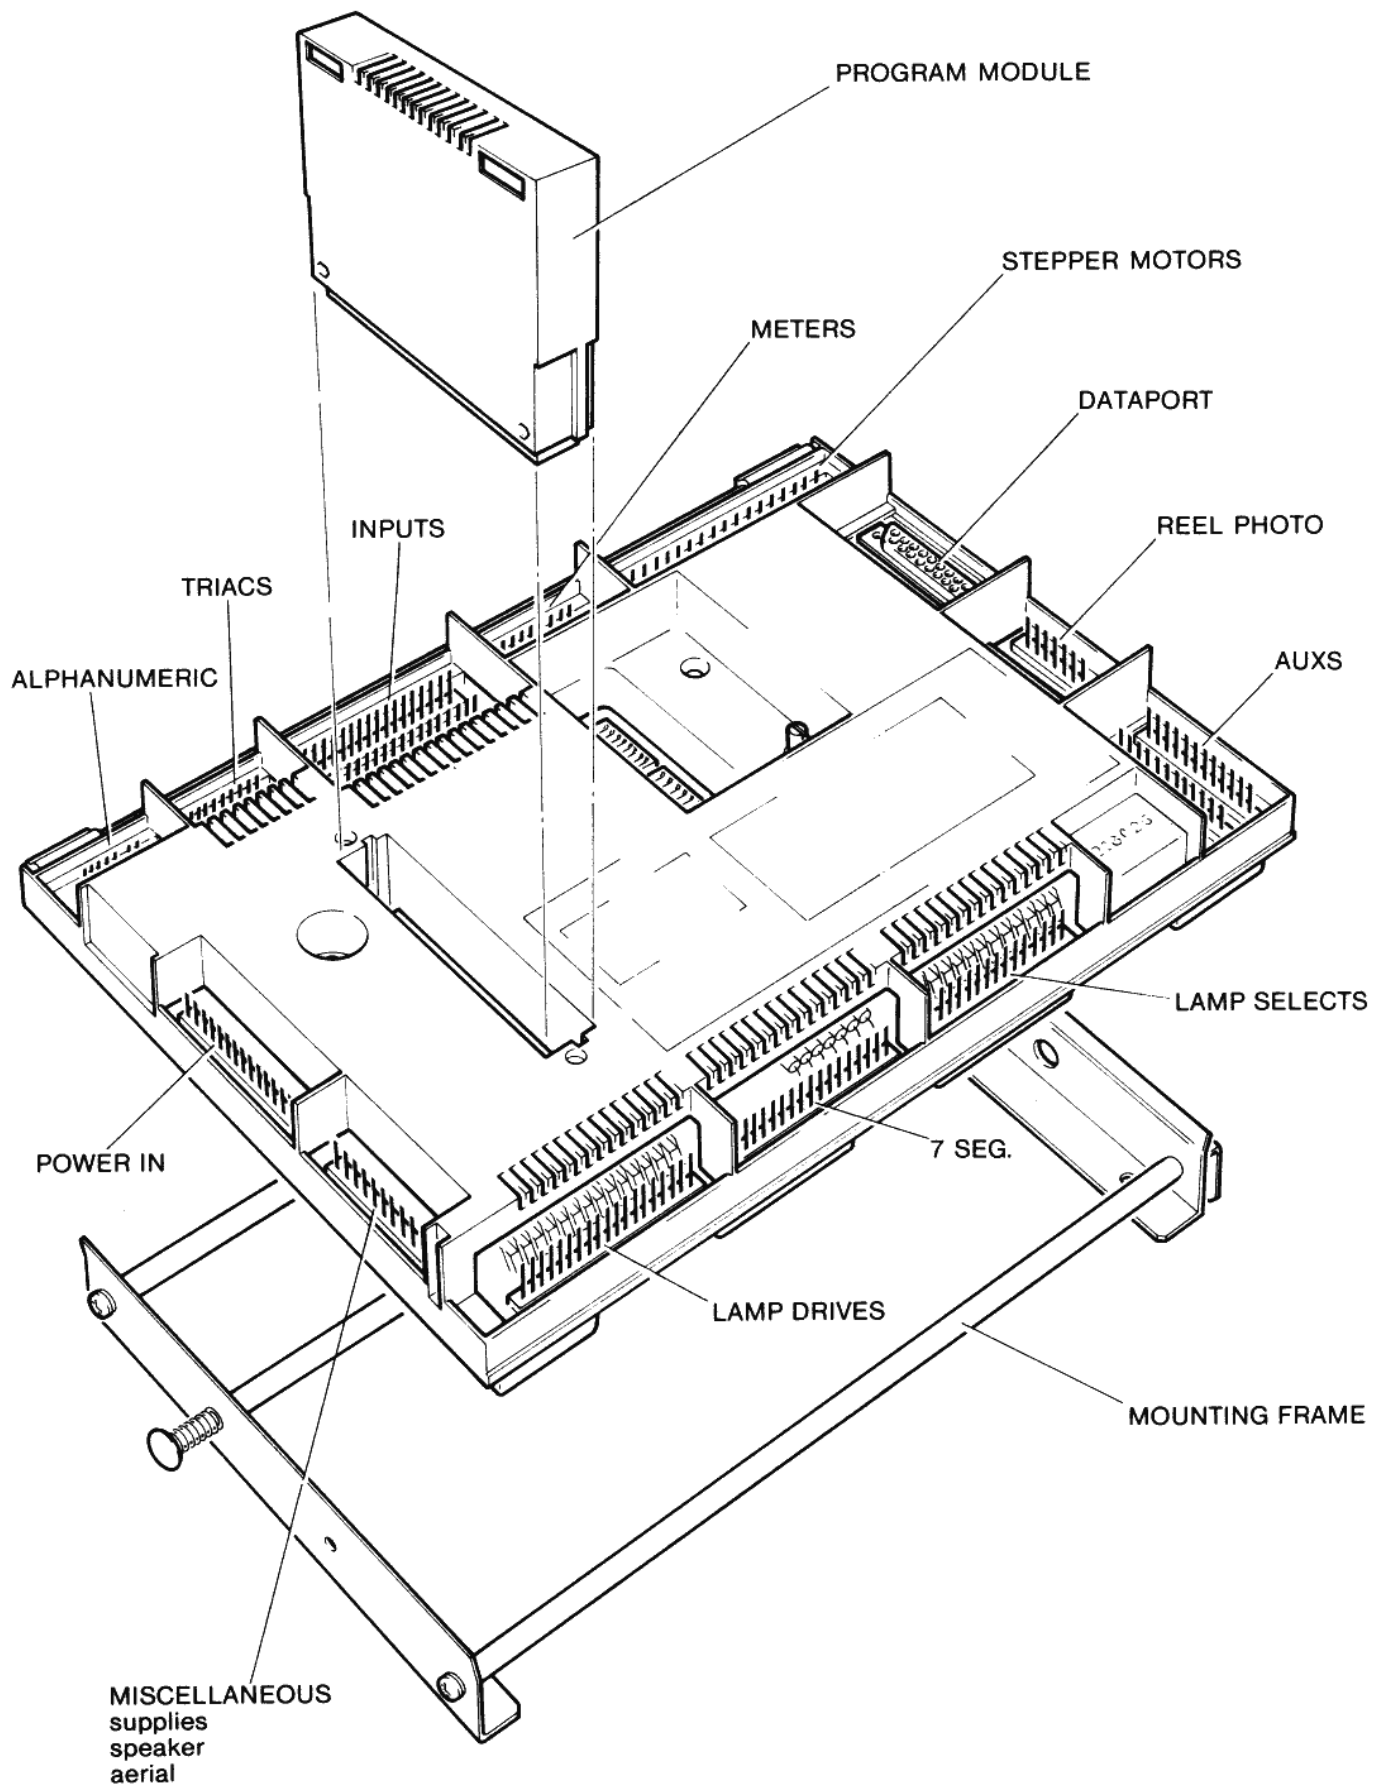 PROGRAM MODULE
STEPPER MOTORS
METERS
DATAPORT
INPUTS
REEL PHOTO
TRIACS
AUXS
ALPHANUMERIC
LAMP SELECTS
7 SEG.
POWER IN
LAMP DRIVES
MOUNTING FRAME
MISCELLANEOUS
supplies
speaker
aerial